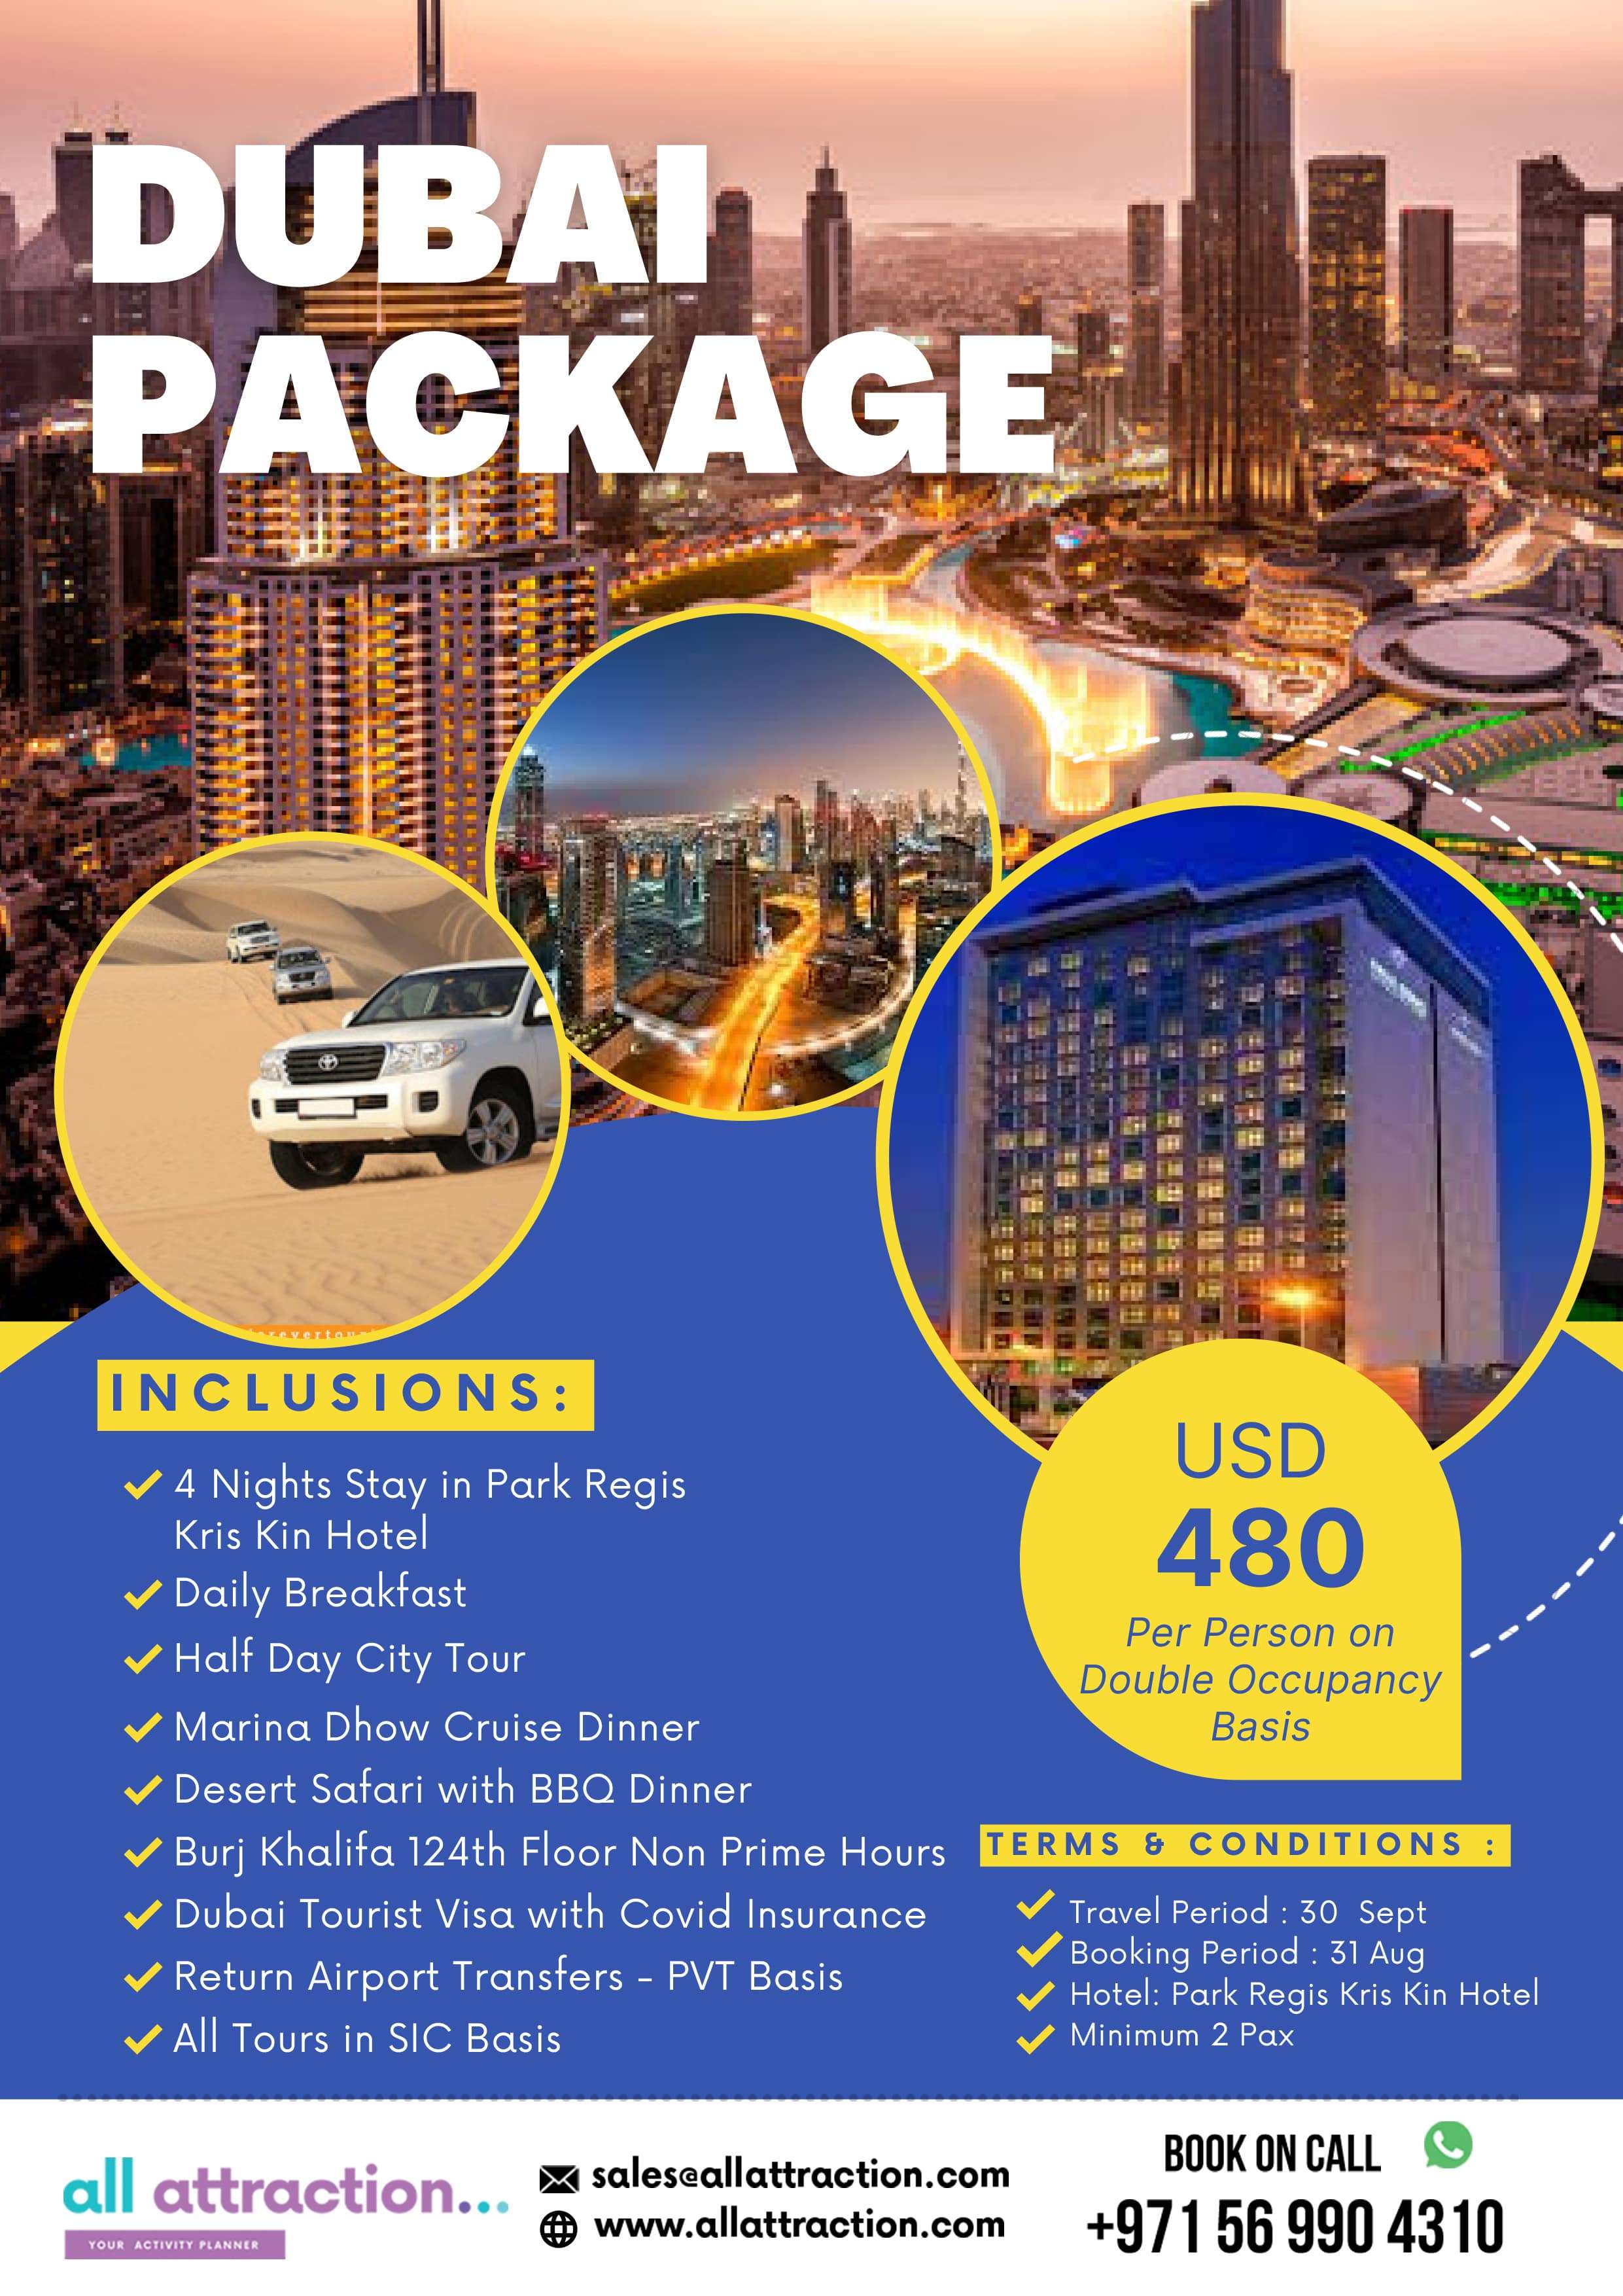 DUBAI
PACKAGE
INCLUSIONS:
4 Nights Stay in Park Regis
Kris Kin Hotel
Daily Breakfast
Half Day City Tour
Marina Dhow Cruise Dinner
Desert Safari with BBQ Dinner
Burj Khalifa 124th Floor Non Prime Hours
Dubai Tourist Visa with Covid Insurance
Return Airport Transfers - PVT Basis
All Tours in SIC Basis
USD
480
Per Person on
Double Occupancy
Basis
TERMS & CONDITIONS :
Travel Period : 30 Sept
Booking Period : 31 Aug
Hotel: Park Regis Kris Kin Hotel
Minimum 2 Pax
all attraction...
YOUR ACTIVITY PLANNER
sales@allattraction.com
www.allattraction.com
BOOK ON CALL
+971 56 990 4310